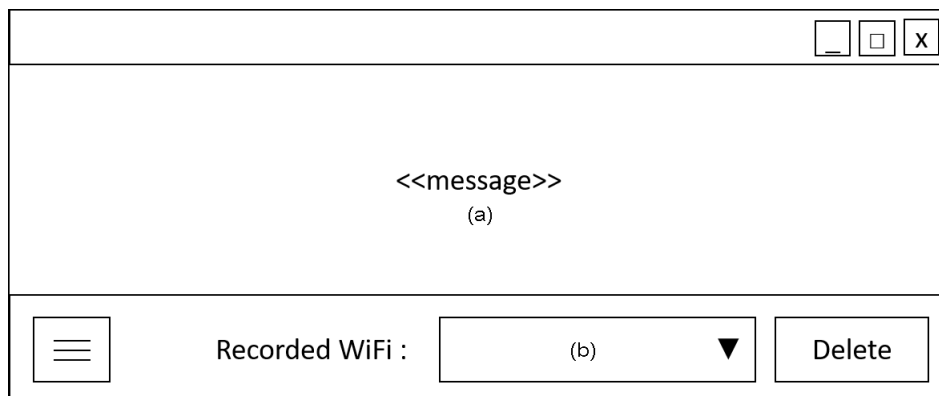 _ □ X
<<message>>
(a)
Recorded WiFi : (b) ▼ Delete